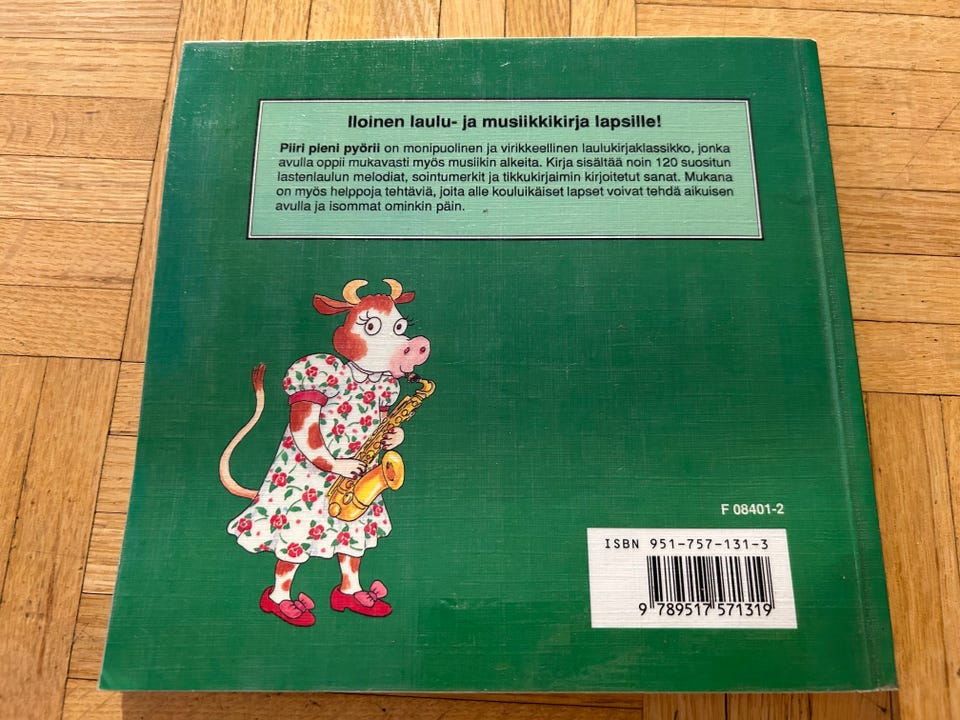 Iloinen laulu- ja musiikkikirja lapsille!
Piiri pieni pyörii on monipuolinen ja virikkeellinen laulukirjaklassikko, jonka
avulla oppii mukavasti myös musiikin alkeita. Kirja sisältää noin 120 suositun
lastenlaulun melodiat, sointumerkit ja tikkukirjaimin kirjoitetut sanat. Mukana
on myös helppoja tehtäviä, joita alle kouluikäiset lapset voivat tehdä aikuisen
avulla ja isommat ominkin päin.
F 08401-2
ISBN 951-757-131-3
9 789517 571319